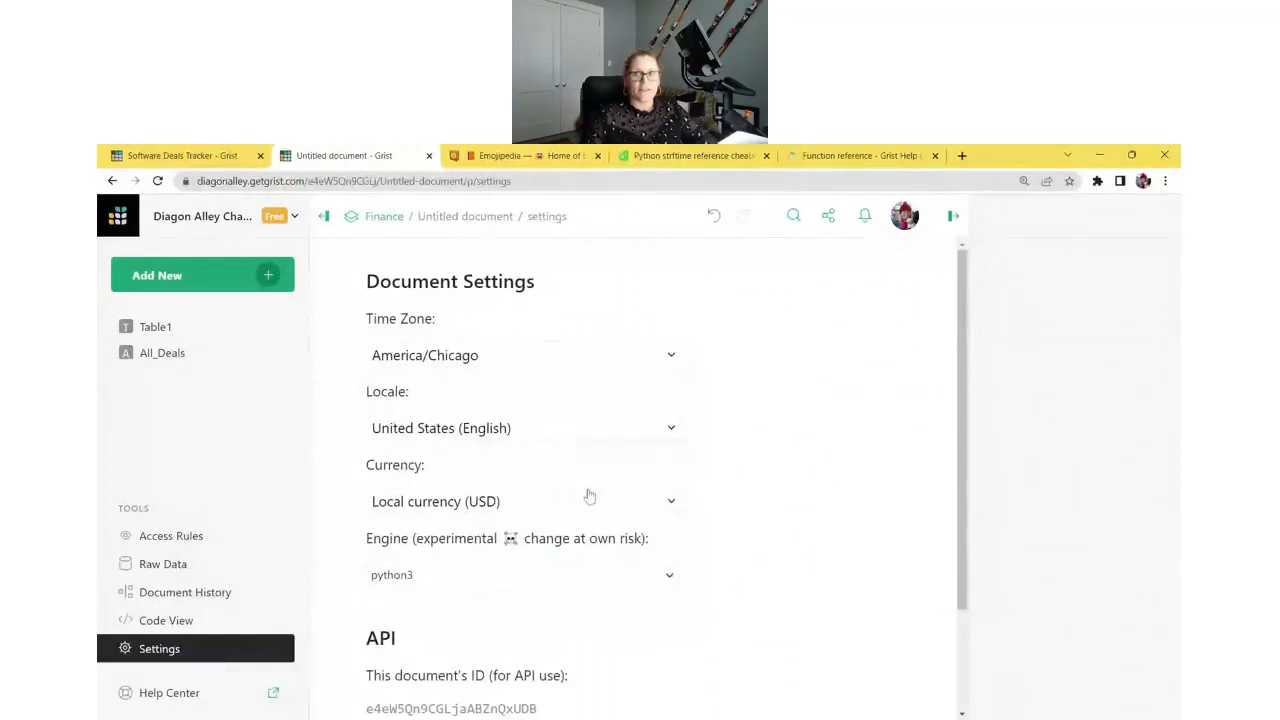 Software Deals Tracker - Grist
Untitled document - Grist
Emojipedia — 😃 Home of
Python strftime reference cheats
Function reference - Grist Help
diagonalley.getgrist.com/e4eW5Qn9CGLj/Untitled-document/p/settings
Diagon Alley Cha...
Free
Finance / Untitled document / settings
Add New
Table1
All_Deals
TOOLS
Access Rules
Raw Data
Document History
Code View
Settings
Help Center
Document Settings
Time Zone:
America/Chicago
Locale:
United States (English)
Currency:
Local currency (USD)
Engine (experimental ☠ change at own risk):
python3
API
This document's ID (for API use):
e4eW5Qn9CGLjaABZnQxUDB